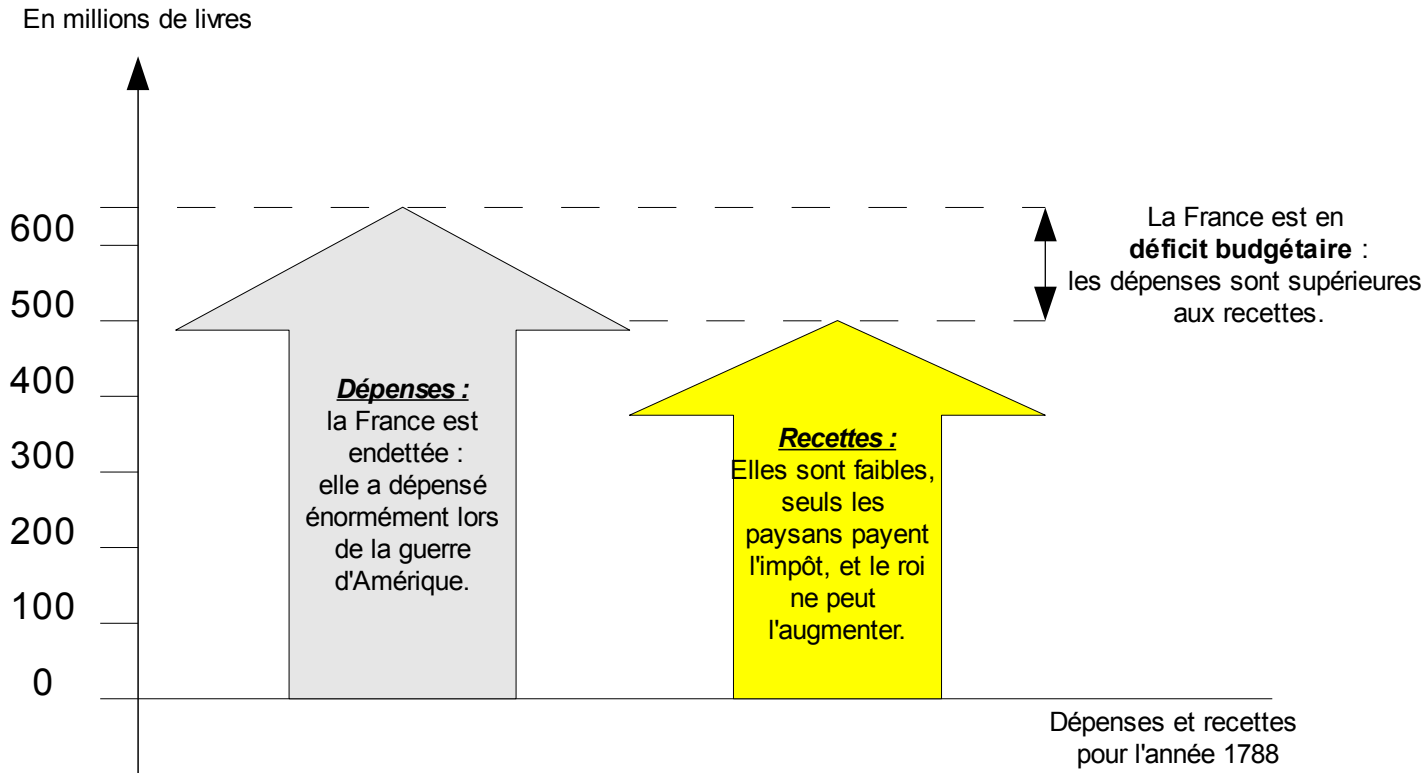 En millions de livres
600
500
400
300
200
100
0
Dépenses :
la France est
endettée :
elle a dépensé
énormément lors
de la guerre
d'Amérique.
Recettes :
Elles sont faibles,
seuls les
paysans payent
l'impôt, et le roi
ne peut
l'augmenter.
La France est en
déficit budgétaire :
les dépenses sont supérieures
aux recettes.
Dépenses et recettes
pour l'année 1788